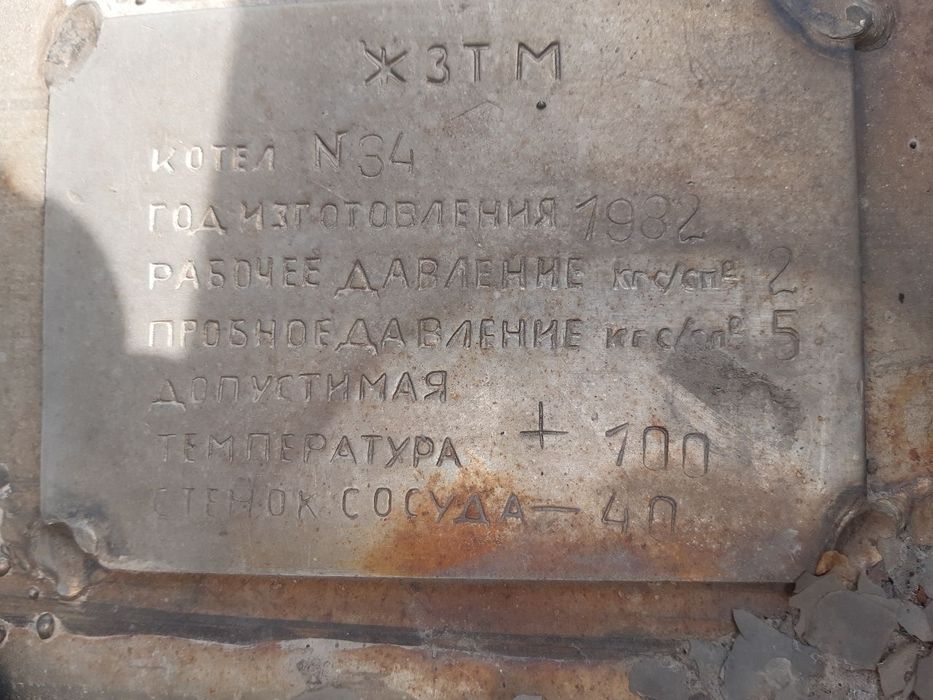 ЖЗТМ
КОТЕЛ N34
ГОД ИЗГОТОВЛЕНИЯ 1982
РАБОЧЕЕ ДАВЛЕНИЕ кгс/см² 2
ПРОБНОЕ ДАВЛЕНИЕ кгс/см² 5
ДОПУСТИМАЯ
ТЕМПЕРАТУРА + 100
СТЕНОК СОСУДА - 40